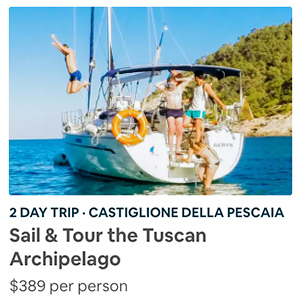 2 DAY TRIP · CASTIGLIONE DELLA PESCAIA
Sail & Tour the Tuscan
Archipelago
$389 per person